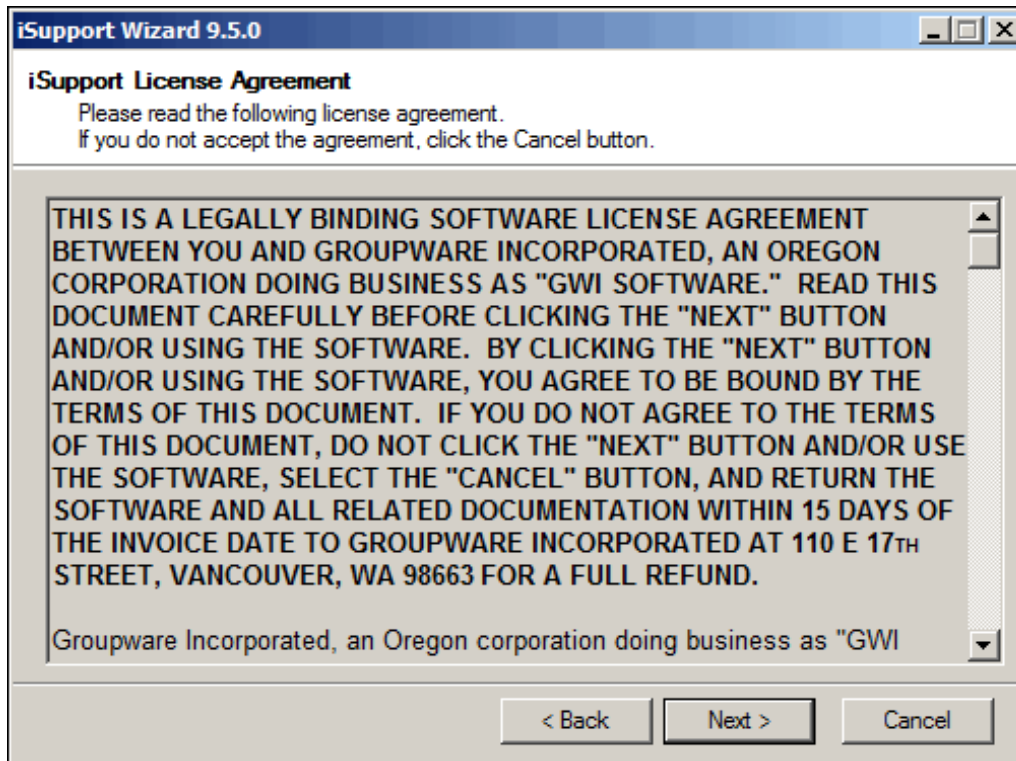 iSupport Wizard 9.5.0
iSupport License Agreement
Please read the following license agreement.
If you do not accept the agreement, click the Cancel button.
THIS IS A LEGALLY BINDING SOFTWARE LICENSE AGREEMENT
BETWEEN YOU AND GROUPWARE INCORPORATED, AN OREGON
CORPORATION DOING BUSINESS AS "GWI SOFTWARE."  READ THIS
DOCUMENT CAREFULLY BEFORE CLICKING THE "NEXT" BUTTON
AND/OR USING THE SOFTWARE.  BY CLICKING THE "NEXT" BUTTON
AND/OR USING THE SOFTWARE, YOU AGREE TO BE BOUND BY THE
TERMS OF THIS DOCUMENT.  IF YOU DO NOT AGREE TO THE TERMS
OF THIS DOCUMENT, DO NOT CLICK THE "NEXT" BUTTON AND/OR USE
THE SOFTWARE, SELECT THE "CANCEL" BUTTON, AND RETURN THE
SOFTWARE AND ALL RELATED DOCUMENTATION WITHIN 15 DAYS OF
THE INVOICE DATE TO GROUPWARE INCORPORATED AT 110 E 17TH
STREET, VANCOUVER, WA 98663 FOR A FULL REFUND.
Groupware Incorporated, an Oregon corporation doing business as "GWI
< Back Next > Cancel